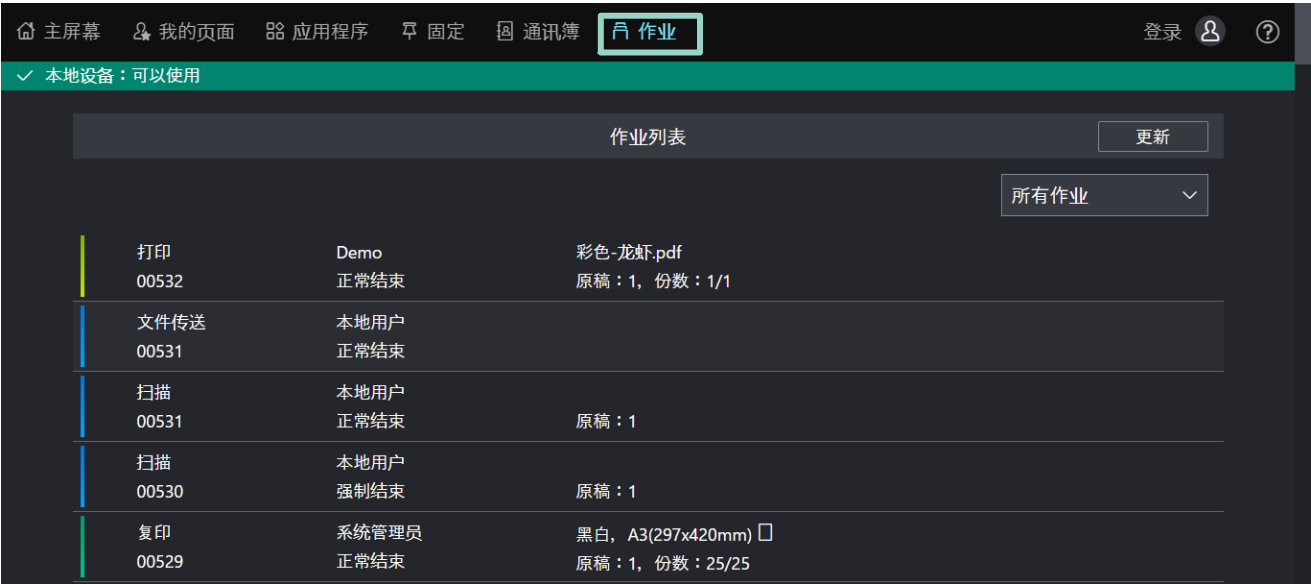 主屏幕 我的页面 应用程序 固定 通讯簿 作业 登录
本地设备：可以使用
作业列表 更新
所有作业
打印 Demo 彩色-龙虾.pdf
00532 正常结束 原稿：1，份数：1/1
文件传送 本地用户
00531 正常结束
扫描 本地用户
00531 正常结束 原稿：1
扫描 本地用户
00530 强制结束 原稿：1
复印 系统管理员 黑白，A3(297x420mm)
00529 正常结束 原稿：1，份数：25/25